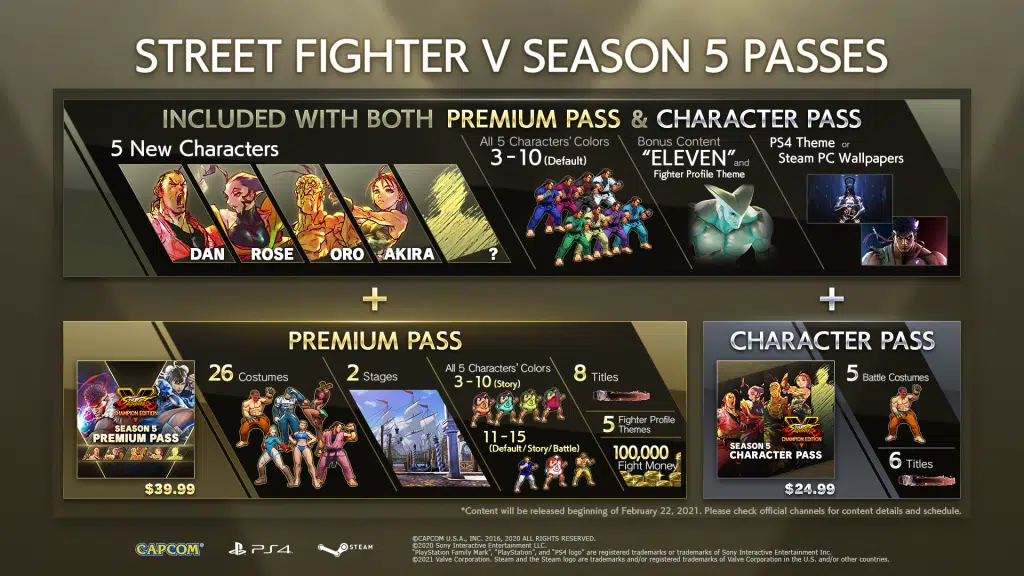 STREET FIGHTER V SEASON 5 PASSES
INCLUDED WITH BOTH PREMIUM PASS & CHARACTER PASS
5 New Characters
DAN
ROSE
ORO
AKIRA
?
All 5 Characters' Colors
3-10 (Default)
Bonus Content
"ELEVEN" and
Fighter Profile Theme
PS4 Theme or
Steam PC Wallpapers
+
+
PREMIUM PASS
CHAMPION EDITION
SEASON 5
PREMIUM PASS
$39.99
26 Costumes
2 Stages
All 5 Characters' Colors
3-10 (Story)
11-15
(Default/Story/Battle)
8 Titles
5 Fighter Profile
Themes
100,000
Fight Money
CHARACTER PASS
CHAMPION EDITION
SEASON 5
CHARACTER PASS
$24.99
5 Battle Costumes
6 Titles
*Content will be released beginning of February 22, 2021. Please check official channels for content details and schedule.
CAPCOM
PS4
STEAM
©CAPCOM U.S.A., INC. 2016, 2020 ALL RIGHTS RESERVED.
©2020 Sony Interactive Entertainment LLC.
"PlayStation Family Mark", "PlayStation", and "PS4 logo" are registered trademarks or trademarks of Sony Interactive Entertainment Inc.
©2021 Valve Corporation. Steam and the Steam logo are trademarks and/or registered trademarks of Valve Corporation in the U.S. and/or other countries.